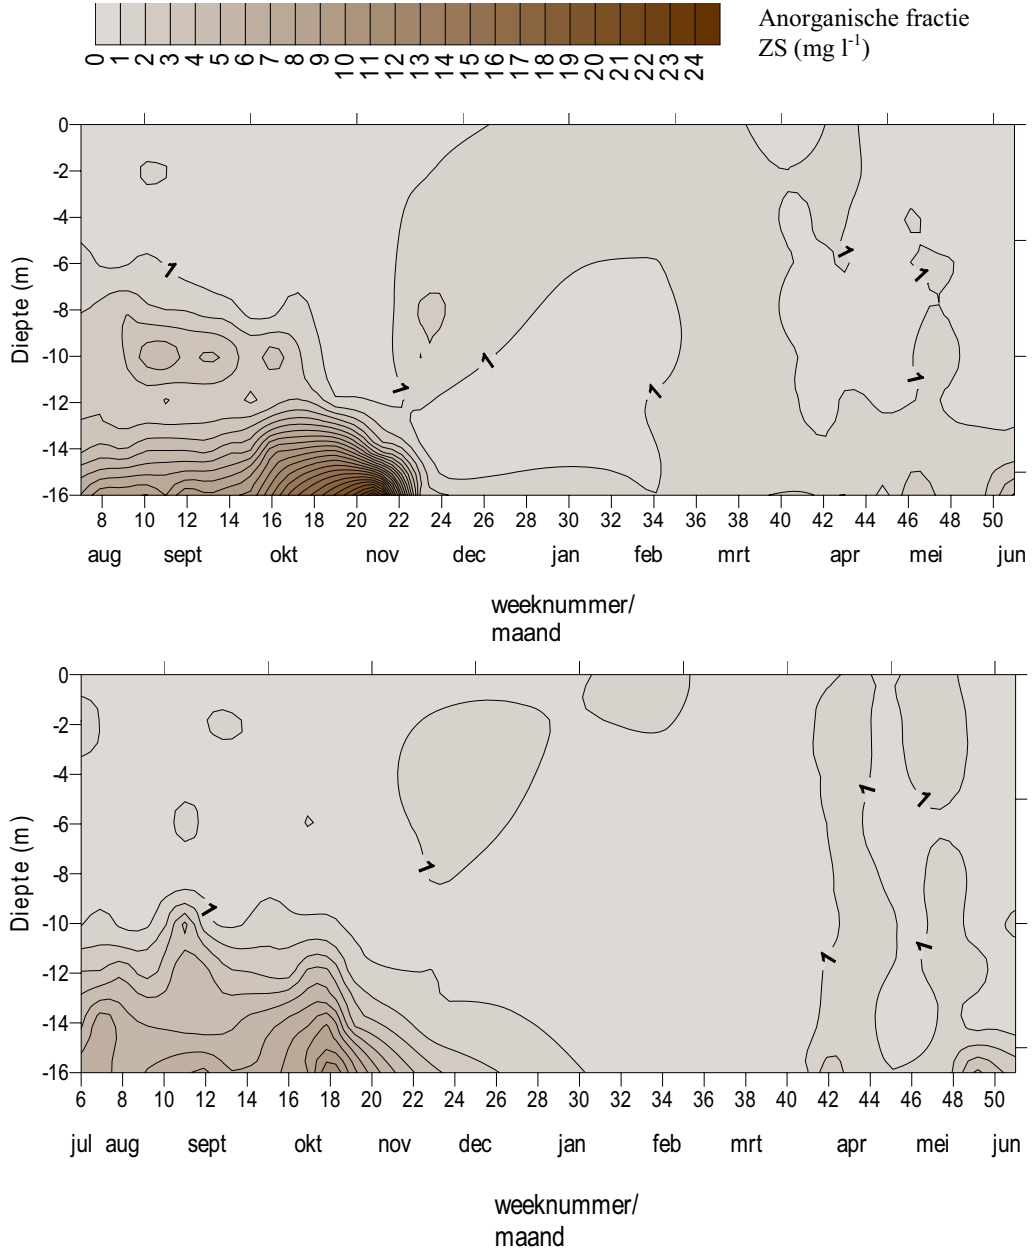 0 1 2 3 4 5 6 7 8 9 10 11 12 13 14 15 16 17 18 19 20 21 22 23 24
Anorganische fractie
ZS (mg l-1)
0
-2
-4
-6
-8
-10
-12
-14
-16
Diepte (m)
1 1 1 1 1 1 1 1
8 10 12 14 16 18 20 22 24 26 28 30 32 34 36 38 40 42 44 46 48 50
aug sept okt nov dec jan feb mrt apr mei jun
weeknummer/
maand
0
-2
-4
-6
-8
-10
-12
-14
-16
Diepte (m)
1 1 1 1 1 1
6 8 10 12 14 16 18 20 22 24 26 28 30 32 34 36 38 40 42 44 46 48 50
jul aug sept okt nov dec jan feb mrt apr mei jun
weeknummer/
maand